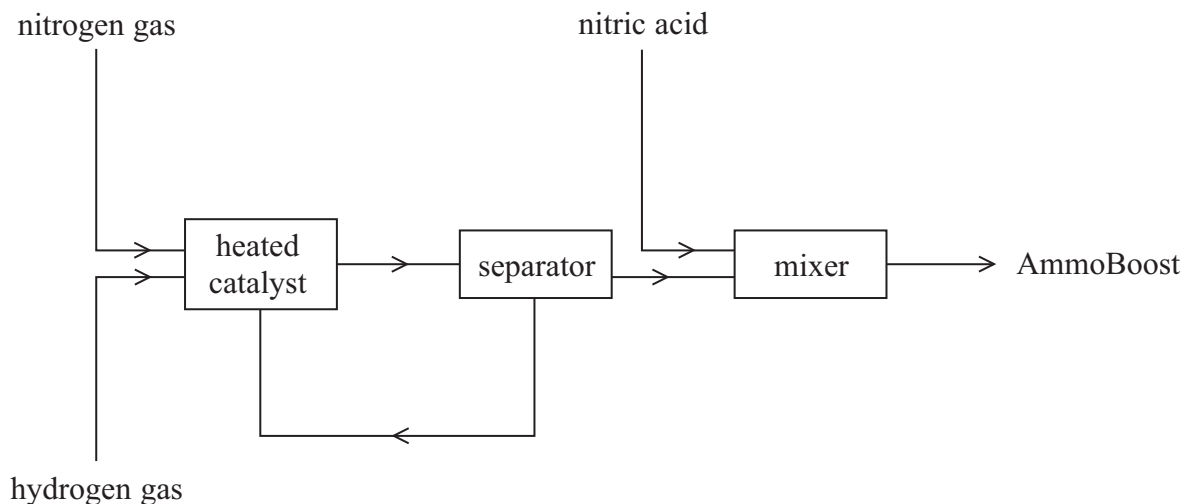 nitrogen gas
nitric acid
heated
catalyst
separator
mixer
AmmoBoost
hydrogen gas